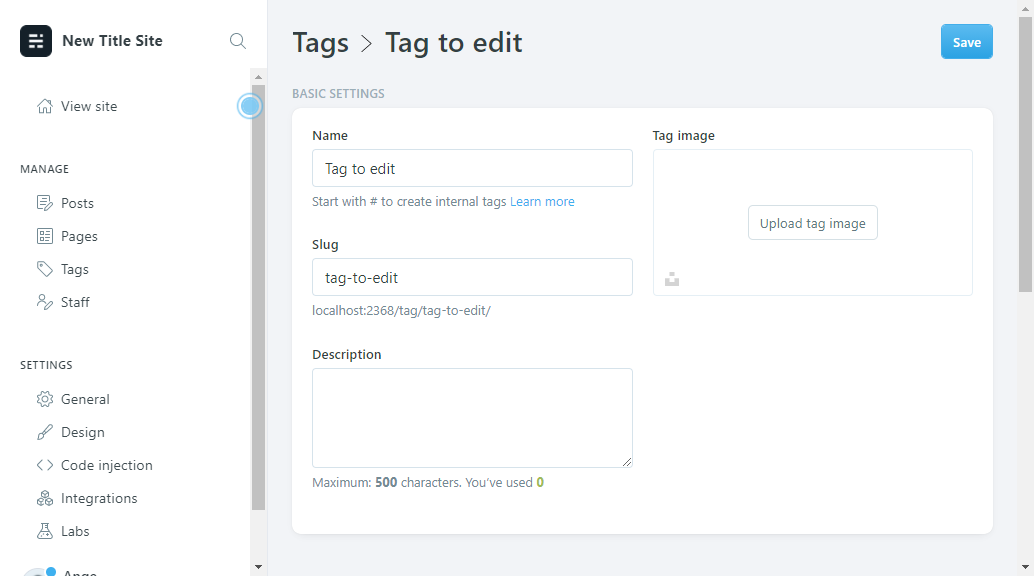 New Title Site
View site
MANAGE
Posts
Pages
Tags
Staff
SETTINGS
General
Design
Code injection
Integrations
Labs
Tags > Tag to edit
Save
BASIC SETTINGS
Name
Tag to edit
Start with # to create internal tags Learn more
Slug
tag-to-edit
localhost:2368/tag/tag-to-edit/
Description
Maximum: 500 characters. You've used 0
Tag image
Upload tag image